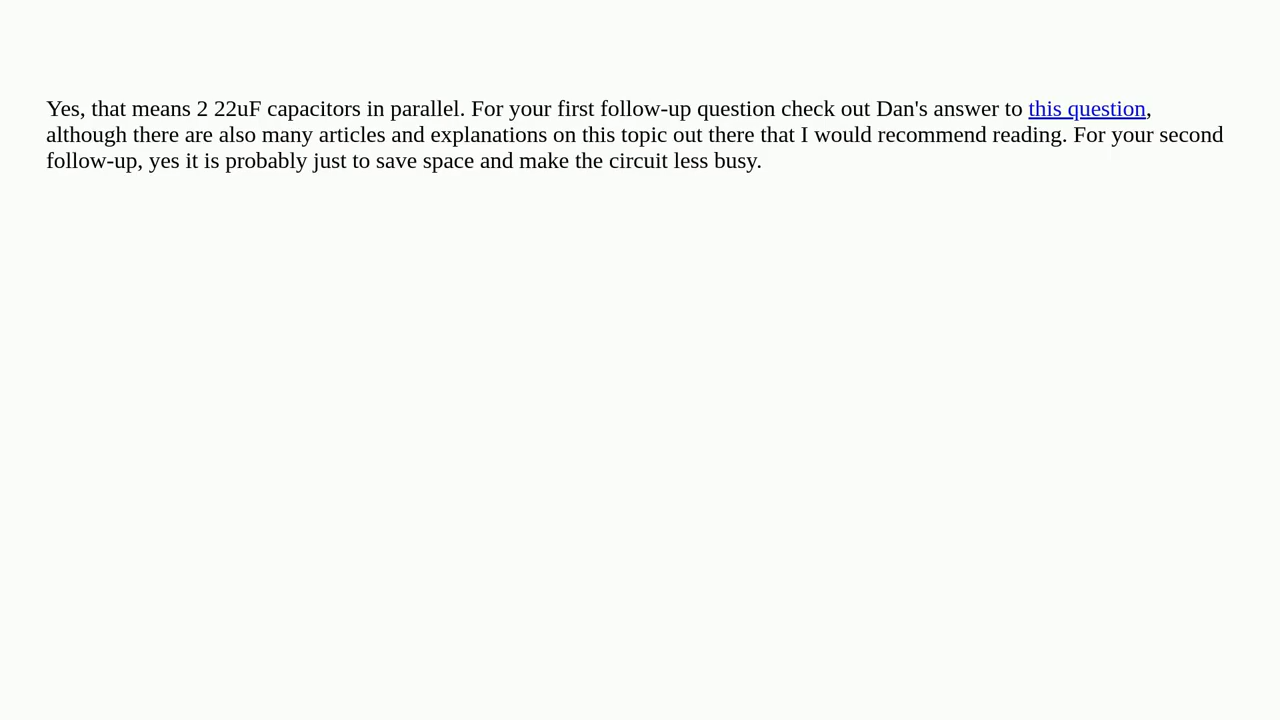 Yes, that means 2 22uF capacitors in parallel. For your first follow-up question check out Dan's answer to this question,
although there are also many articles and explanations on this topic out there that I would recommend reading. For your second
follow-up, yes it is probably just to save space and make the circuit less busy.